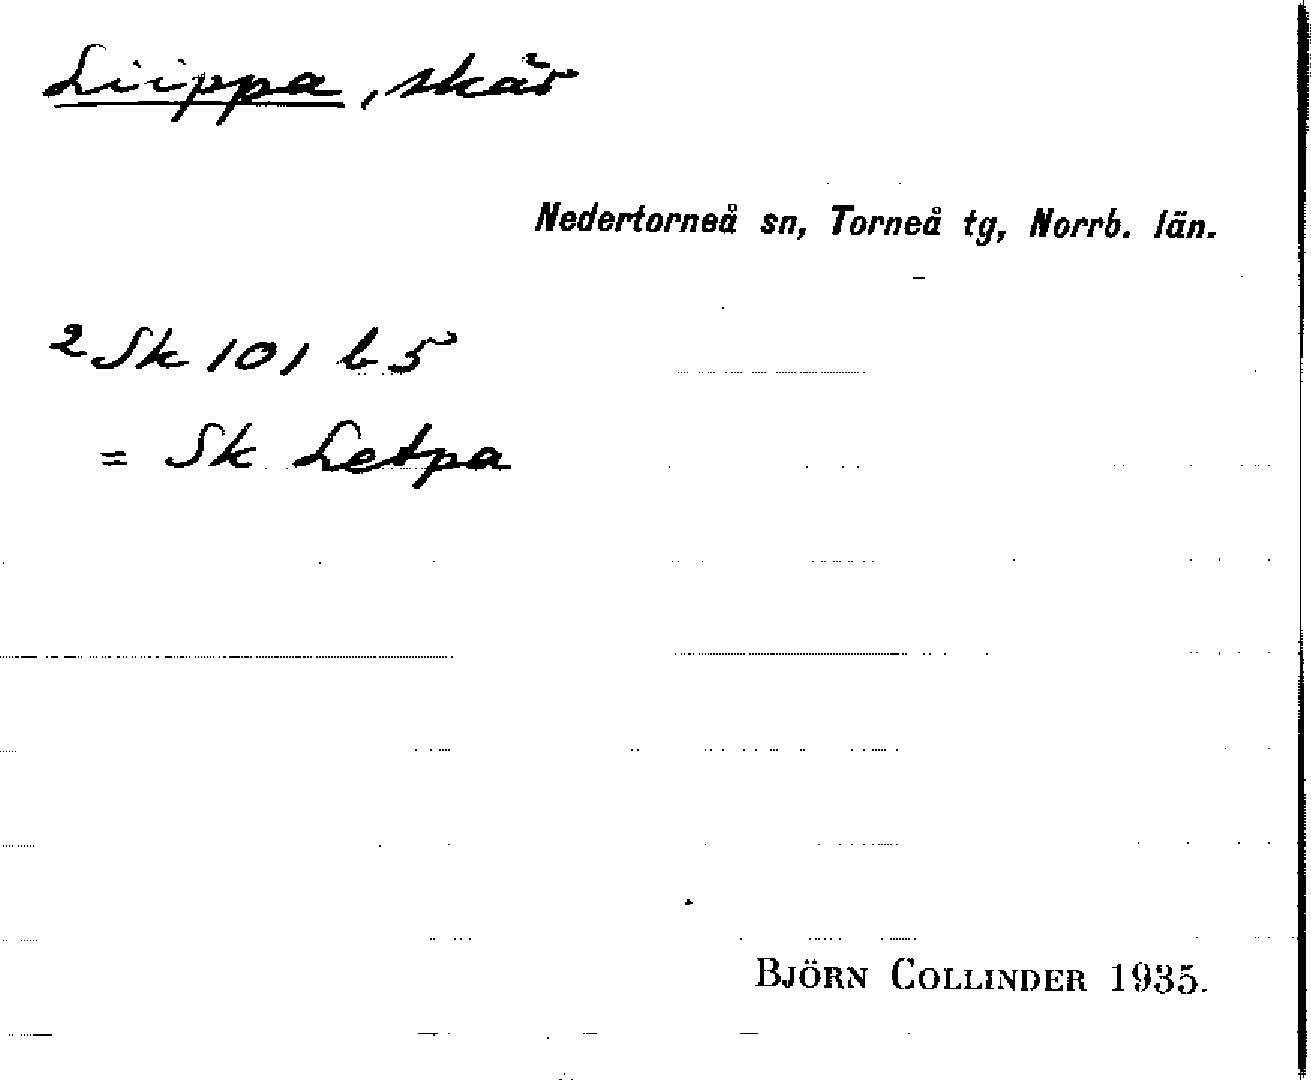 Liippa, skär
Nedertorneå sn, Torneå tg, Norrb. län.
2 Sk 101 b 5
= Sk Letpa
BJÖRN COLLINDER 1935.